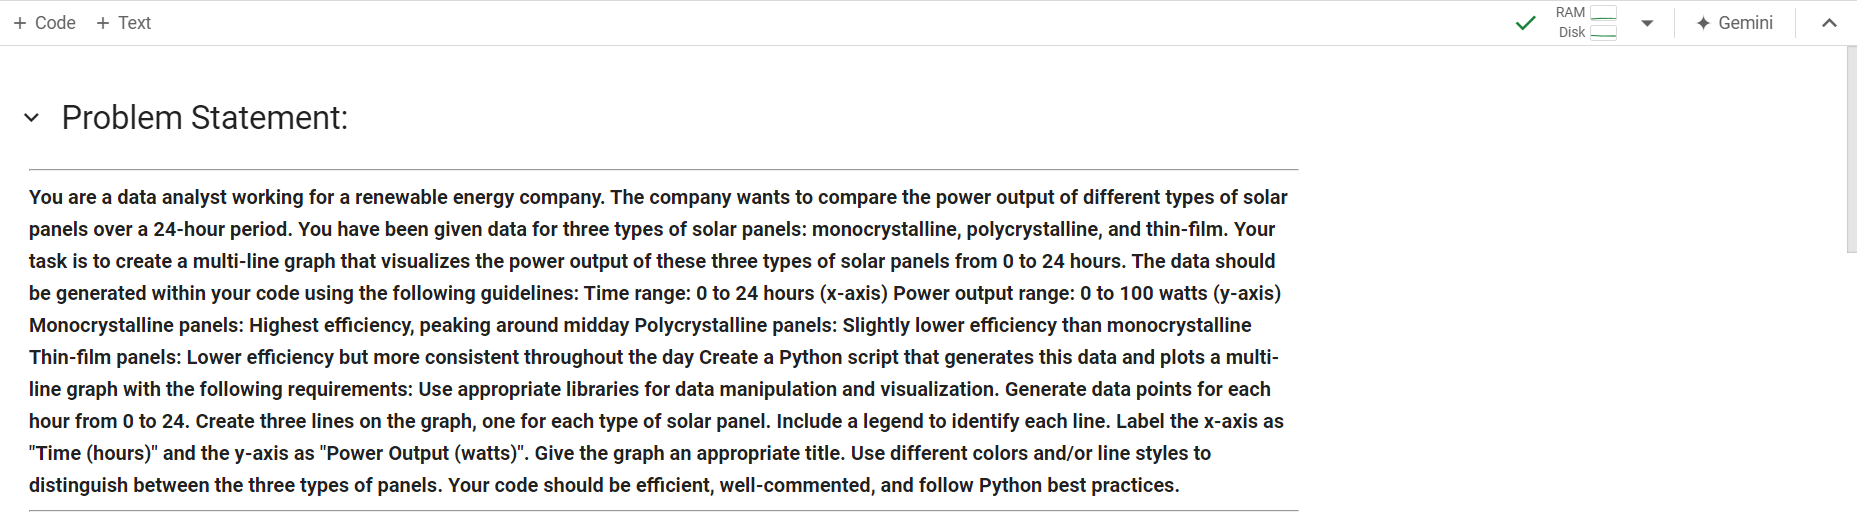 + Code + Text
RAM
Disk
Gemini
Problem Statement:
You are a data analyst working for a renewable energy company. The company wants to compare the power output of different types of solar
panels over a 24-hour period. You have been given data for three types of solar panels: monocrystalline, polycrystalline, and thin-film. Your
task is to create a multi-line graph that visualizes the power output of these three types of solar panels from 0 to 24 hours. The data should
be generated within your code using the following guidelines: Time range: 0 to 24 hours (x-axis) Power output range: 0 to 100 watts (y-axis)
Monocrystalline panels: Highest efficiency, peaking around midday Polycrystalline panels: Slightly lower efficiency than monocrystalline
Thin-film panels: Lower efficiency but more consistent throughout the day Create a Python script that generates this data and plots a multi-
line graph with the following requirements: Use appropriate libraries for data manipulation and visualization. Generate data points for each
hour from 0 to 24. Create three lines on the graph, one for each type of solar panel. Include a legend to identify each line. Label the x-axis as
"Time (hours)" and the y-axis as "Power Output (watts)". Give the graph an appropriate title. Use different colors and/or line styles to
distinguish between the three types of panels. Your code should be efficient, well-commented, and follow Python best practices.